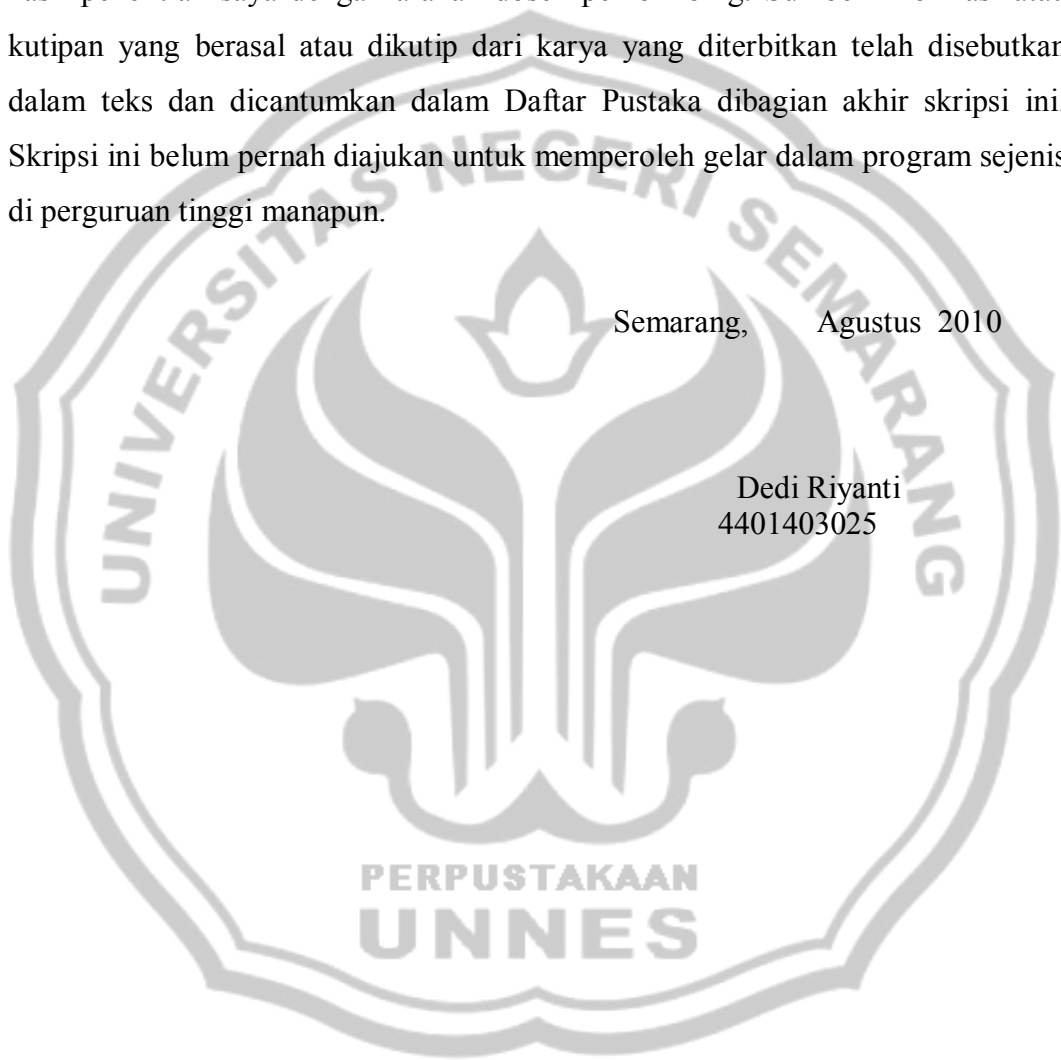 kutipan yang berasal atau dikutip dari karya yang diterbitkan telah disebutkan
dalam teks dan dicantumkan dalam Daftar Pustaka dibagian akhir skripsi ini.
Skripsi ini belum pernah diajukan untuk memperoleh gelar dalam program sejenis
di perguruan tinggi manapun.
UNIVERSITAS NEGERI SEMARANG
Semarang, Agustus 2010
Dedi Riyanti
4401403025
PERPUSTAKAAN
UNNES